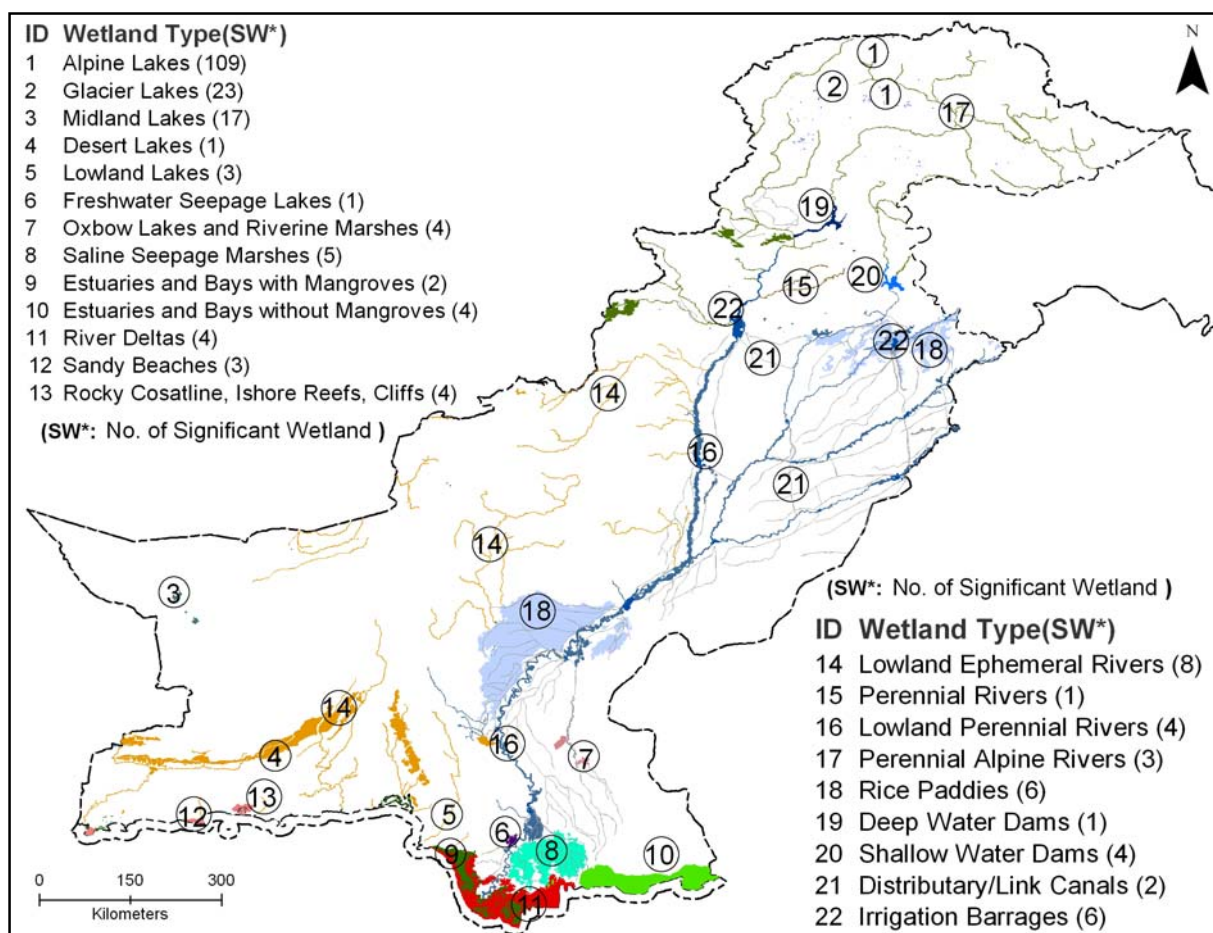 ID Wetland Type(SW*)
1 Alpine Lakes (109)
2 Glacier Lakes (23)
3 Midland Lakes (17)
4 Desert Lakes (1)
5 Lowland Lakes (3)
6 Freshwater Seepage Lakes (1)
7 Oxbow Lakes and Riverine Marshes (4)
8 Saline Seepage Marshes (5)
9 Estuaries and Bays with Mangroves (2)
10 Estuaries and Bays without Mangroves (4)
11 River Deltas (4)
12 Sandy Beaches (3)
13 Rocky Cosatline, Ishore Reefs, Cliffs (4)
(SW*: No. of Significant Wetland )
N
1
2
1
17
19
20
15
22
22
18
21
14
16
21
14
3
18
14
4
16
7
13
12
5
6
9
8
10
11
0 150 300
Kilometers
(SW*: No. of Significant Wetland )
ID Wetland Type(SW*)
14 Lowland Ephemeral Rivers (8)
15 Perennial Rivers (1)
16 Lowland Perennial Rivers (4)
17 Perennial Alpine Rivers (3)
18 Rice Paddies (6)
19 Deep Water Dams (1)
20 Shallow Water Dams (4)
21 Distributary/Link Canals (2)
22 Irrigation Barrages (6)